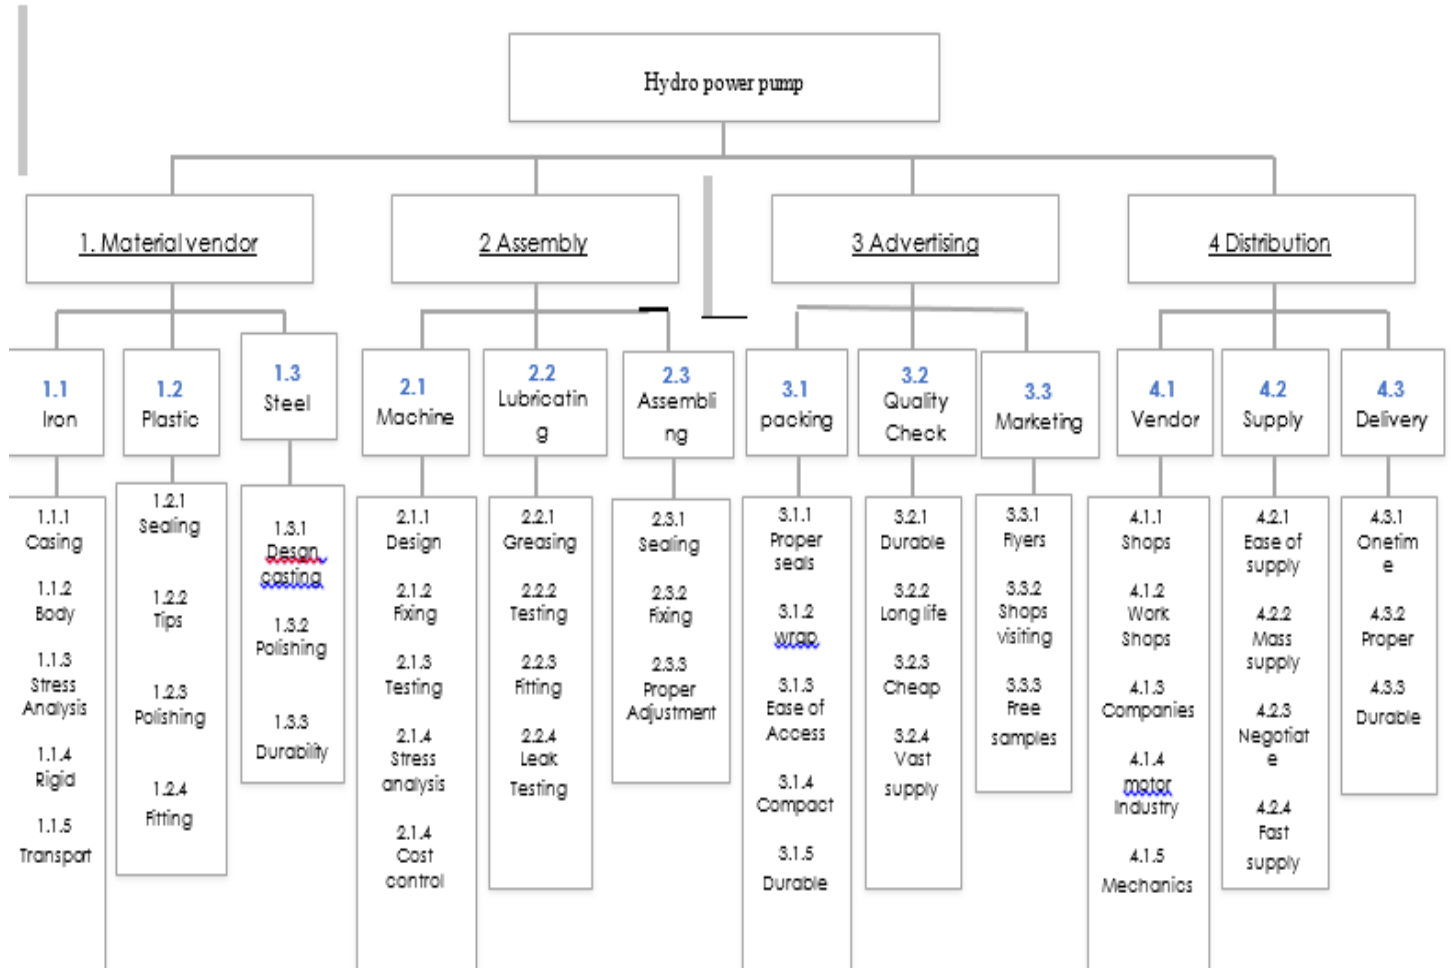 Hydro power pump
1. Material vendor
2 Assembly
3 Advertising
4 Distribution
1.1
Iron
1.2
Plastic
1.3
Steel
2.1
Machine
2.2
Lubricatin
g
2.3
Assembli
ng
3.1
packing
3.2
Quality
Check
3.3
Marketing
4.1
Vendor
4.2
Supply
4.3
Delivery
1.1.1
Casing
1.1.2
Body
1.1.3
Stress
Analysis
1.1.4
Rigid
1.1.5
Transport
1.2.1
Sealing
1.2.2
Tips
1.2.3
Polishing
1.2.4
Fitting
1.3.1
Desgn
casting
1.3.2
Polishing
1.3.3
Durability
2.1.1
Design
2.1.2
Fixing
2.1.3
Testing
2.1.4
Stress
analysis
2.1.4
Cost
control
2.2.1
Greasing
2.2.2
Testing
2.2.3
Fitting
2.2.4
Leak
Testing
2.3.1
Sealing
2.3.2
Fixing
2.3.3
Proper
Adjustment
3.1.1
Proper
seals
3.1.2
wrap
3.1.3
Ease of
Access
3.1.4
Compact
3.1.5
Durable
3.2.1
Durable
3.2.2
Long life
3.2.3
Cheap
3.2.4
Vast
supply
3.3.1
Flyers
3.3.2
Shops
visiting
3.3.3
Free
samples
4.1.1
Shops
4.1.2
Work
Shops
4.1.3
Companies
4.1.4
motor
Industry
4.1.5
Mechanics
4.2.1
Ease of
supply
4.2.2
Mass
supply
4.2.3
Negotiat
e
4.2.4
Fast
supply
4.3.1
Onetim
e
4.3.2
Proper
4.3.3
Durable